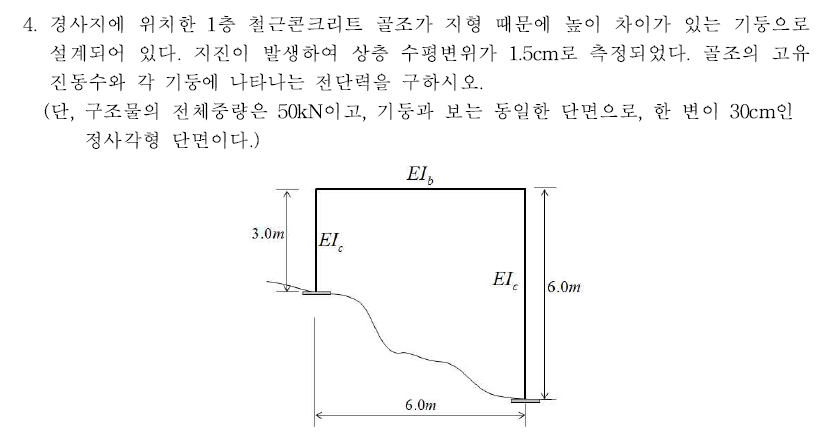 4. 경사지에 위치한 1층 철근콘크리트 골조가 지형 때문에 높이 차이가 있는 기둥으로
설계되어 있다. 지진이 발생하여 상층 수평변위가 1.5cm로 측정되었다. 골조의 고유
진동수와 각 기둥에 나타나는 전단력을 구하시오.
(단, 구조물의 전체중량은 50kN이고, 기둥과 보는 동일한 단면으로, 한 변이 30cm인
정사각형 단면이다.)
EI_b
3.0m
EI_c
EI_c
6.0m
6.0m